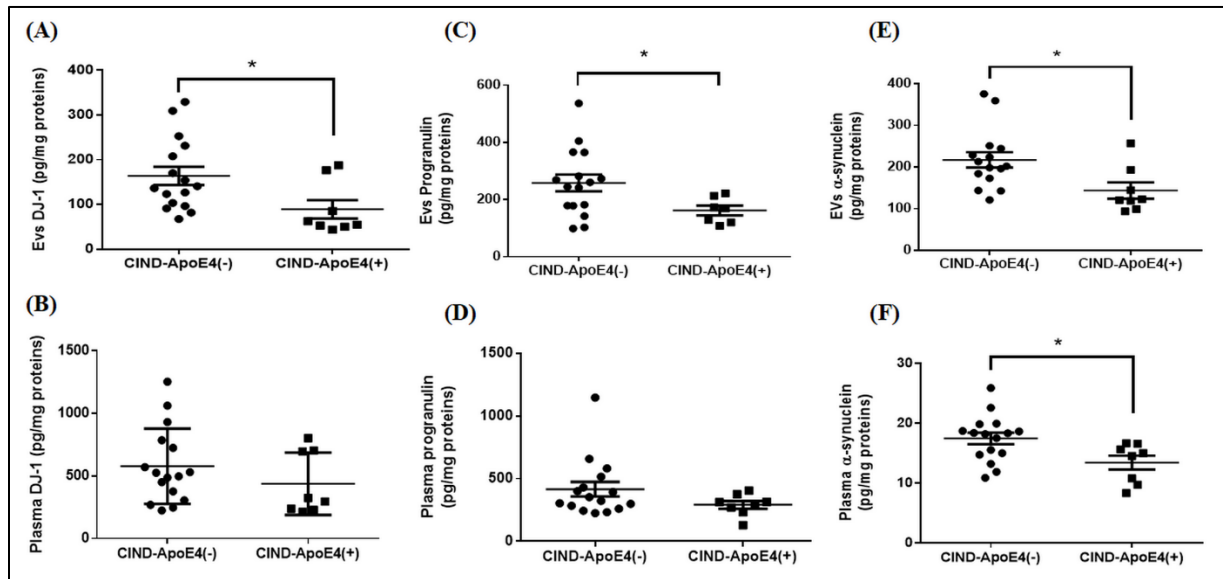 (A)
Evs DJ-1 (pg/mg proteins)
400
300
200
100
0
*
CIND-ApoE4(-)
CIND-ApoE4(+)
(B)
Plasma DJ-1 (pg/mg proteins)
1500
1000
500
0
CIND-ApoE4(-)
CIND-ApoE4(+)
(C)
Evs Progranulin
(pg/mg proteins)
600
400
200
0
*
CIND-ApoE4(-)
CIND-ApoE4(+)
(D)
Plasma progranulin
(pg/mg proteins)
1500
1000
500
0
CIND-ApoE4(-)
CIND-ApoE4(+)
(E)
EVs α-synuclein
(pg/mg proteins)
400
300
200
100
0
*
CIND-ApoE4(-)
CIND-ApoE4(+)
(F)
Plasma α-synuclein
(pg/mg proteins)
30
20
10
0
*
CIND-ApoE4(-)
CIND-ApoE4(+)